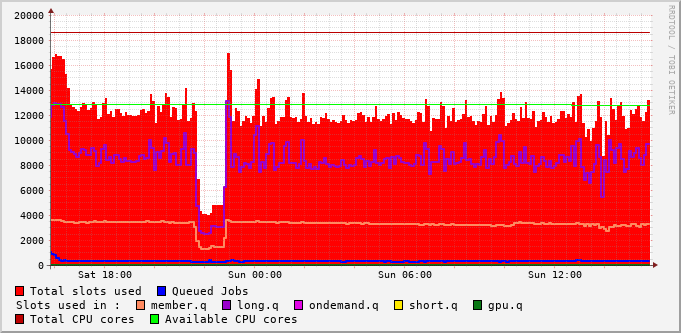 20000
18000
16000
14000
12000
10000
8000
6000
4000
2000
0
Sat 18:00 Sun 00:00 Sun 06:00 Sun 12:00
RRDTOOL / TOBI OETIKER
Total slots used Queued Jobs
Slots used in : member.q long.q ondemand.q short.q gpu.q
Total CPU cores Available CPU cores